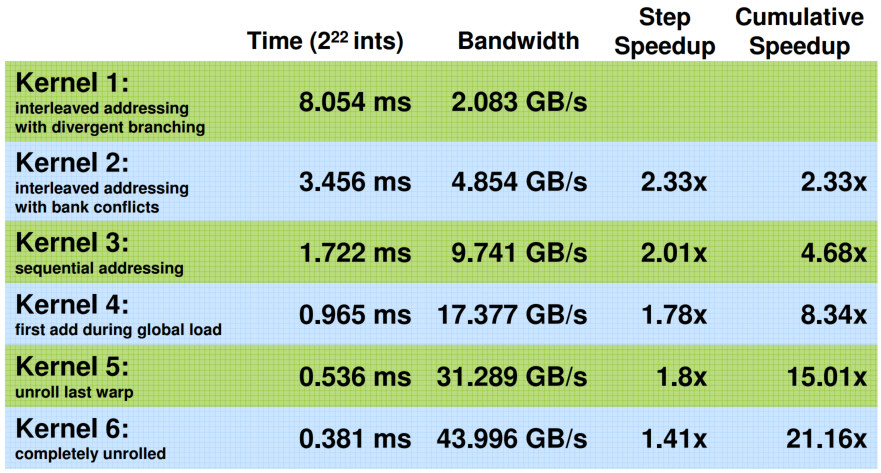 Time (2²² ints) Bandwidth Step Speedup Cumulative Speedup
Kernel 1:
interleaved addressing
with divergent branching
8.054 ms 2.083 GB/s
Kernel 2:
interleaved addressing
with bank conflicts
3.456 ms 4.854 GB/s 2.33x 2.33x
Kernel 3:
sequential addressing
1.722 ms 9.741 GB/s 2.01x 4.68x
Kernel 4:
first add during global load
0.965 ms 17.377 GB/s 1.78x 8.34x
Kernel 5:
unroll last warp
0.536 ms 31.289 GB/s 1.8x 15.01x
Kernel 6:
completely unrolled
0.381 ms 43.996 GB/s 1.41x 21.16x